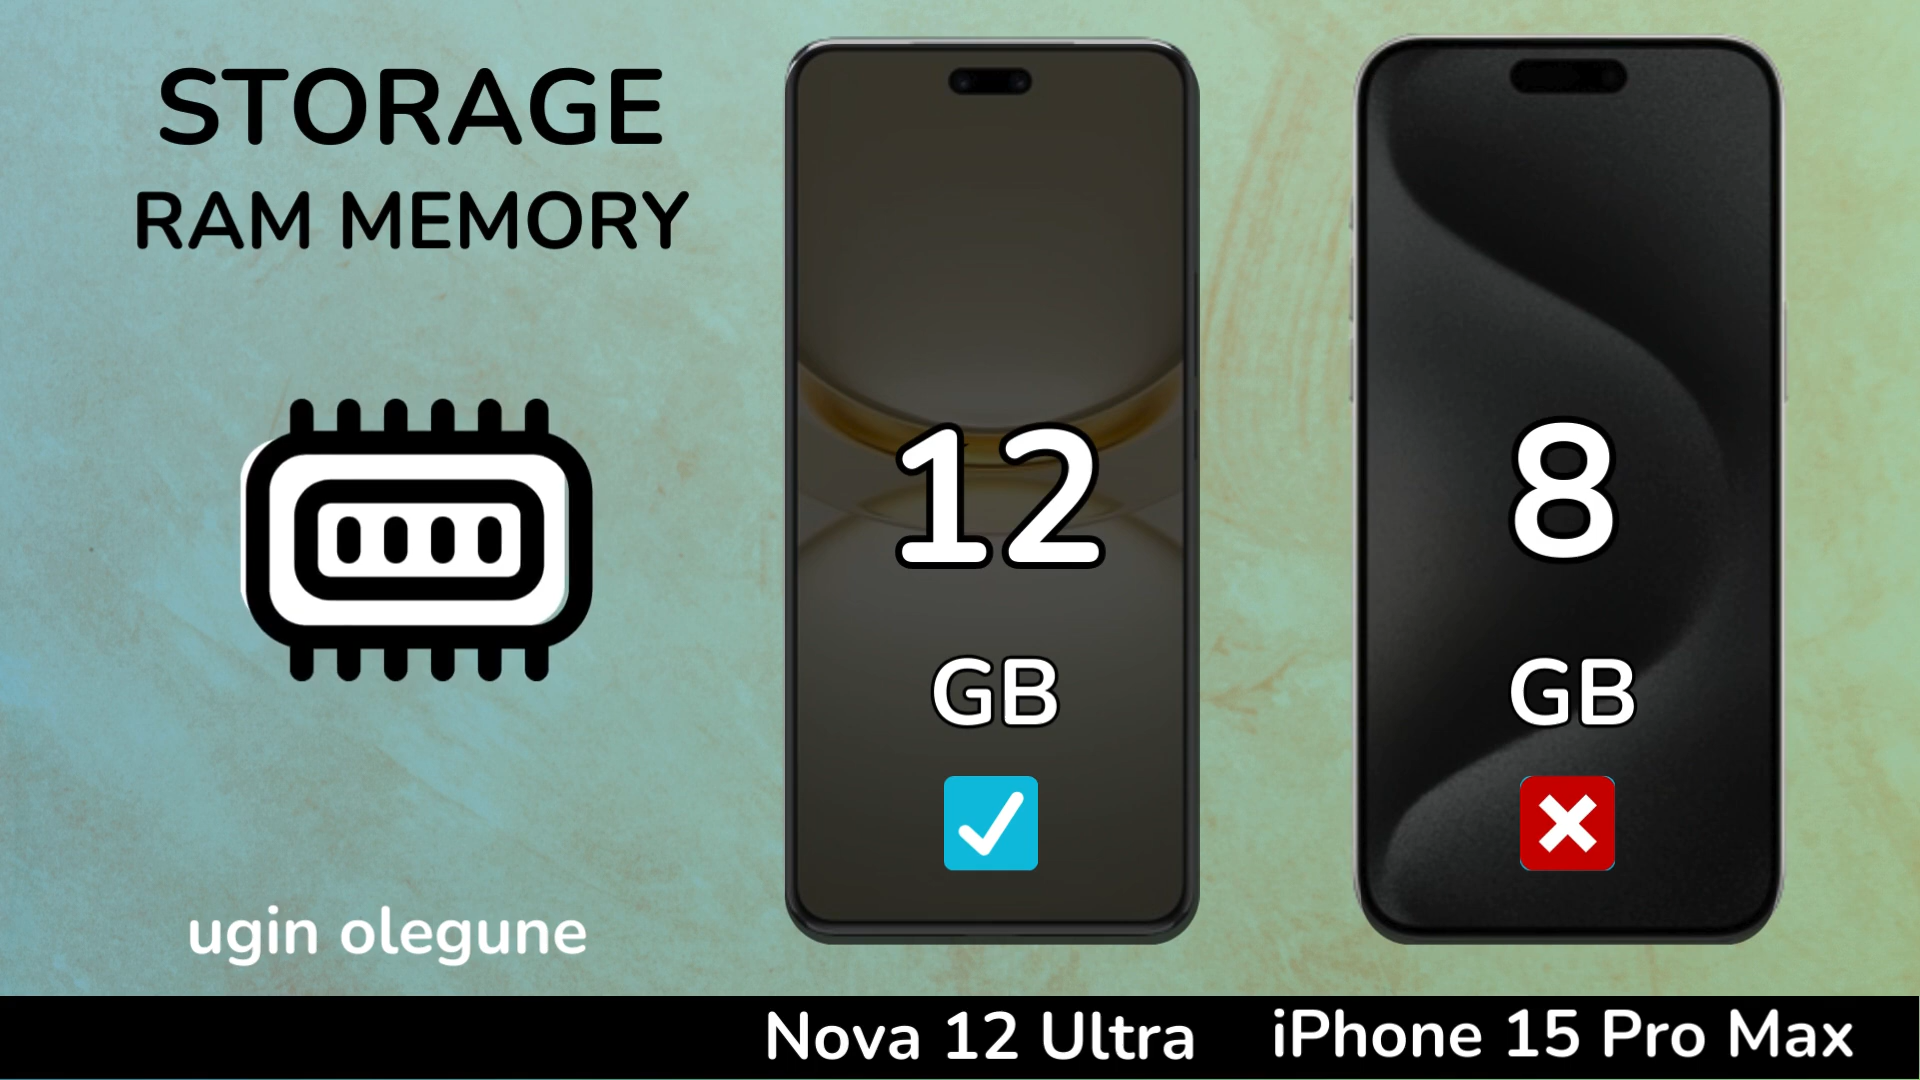 STORAGE
RAM MEMORY
12
GB
8
GB
ugin olegune
Nova 12 Ultra
iPhone 15 Pro Max